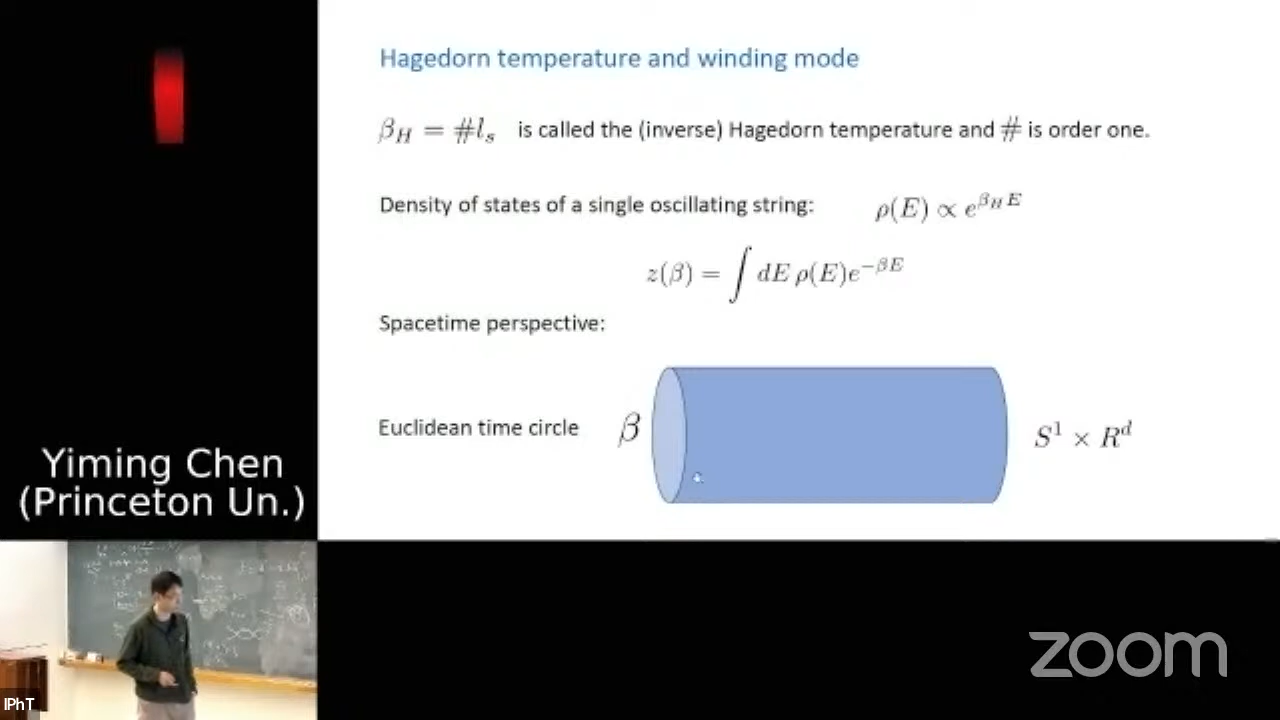 Hagedorn temperature and winding mode
β_H = #l_s is called the (inverse) Hagedorn temperature and # is order one.
Density of states of a single oscillating string: ρ(E) ∝ e^{β_H E}
z(β) = ∫ dE ρ(E)e^{−βE}
Spacetime perspective:
Euclidean time circle β S^1 × R^d
Yiming Chen
(Princeton Un.)
IPhT
zoom